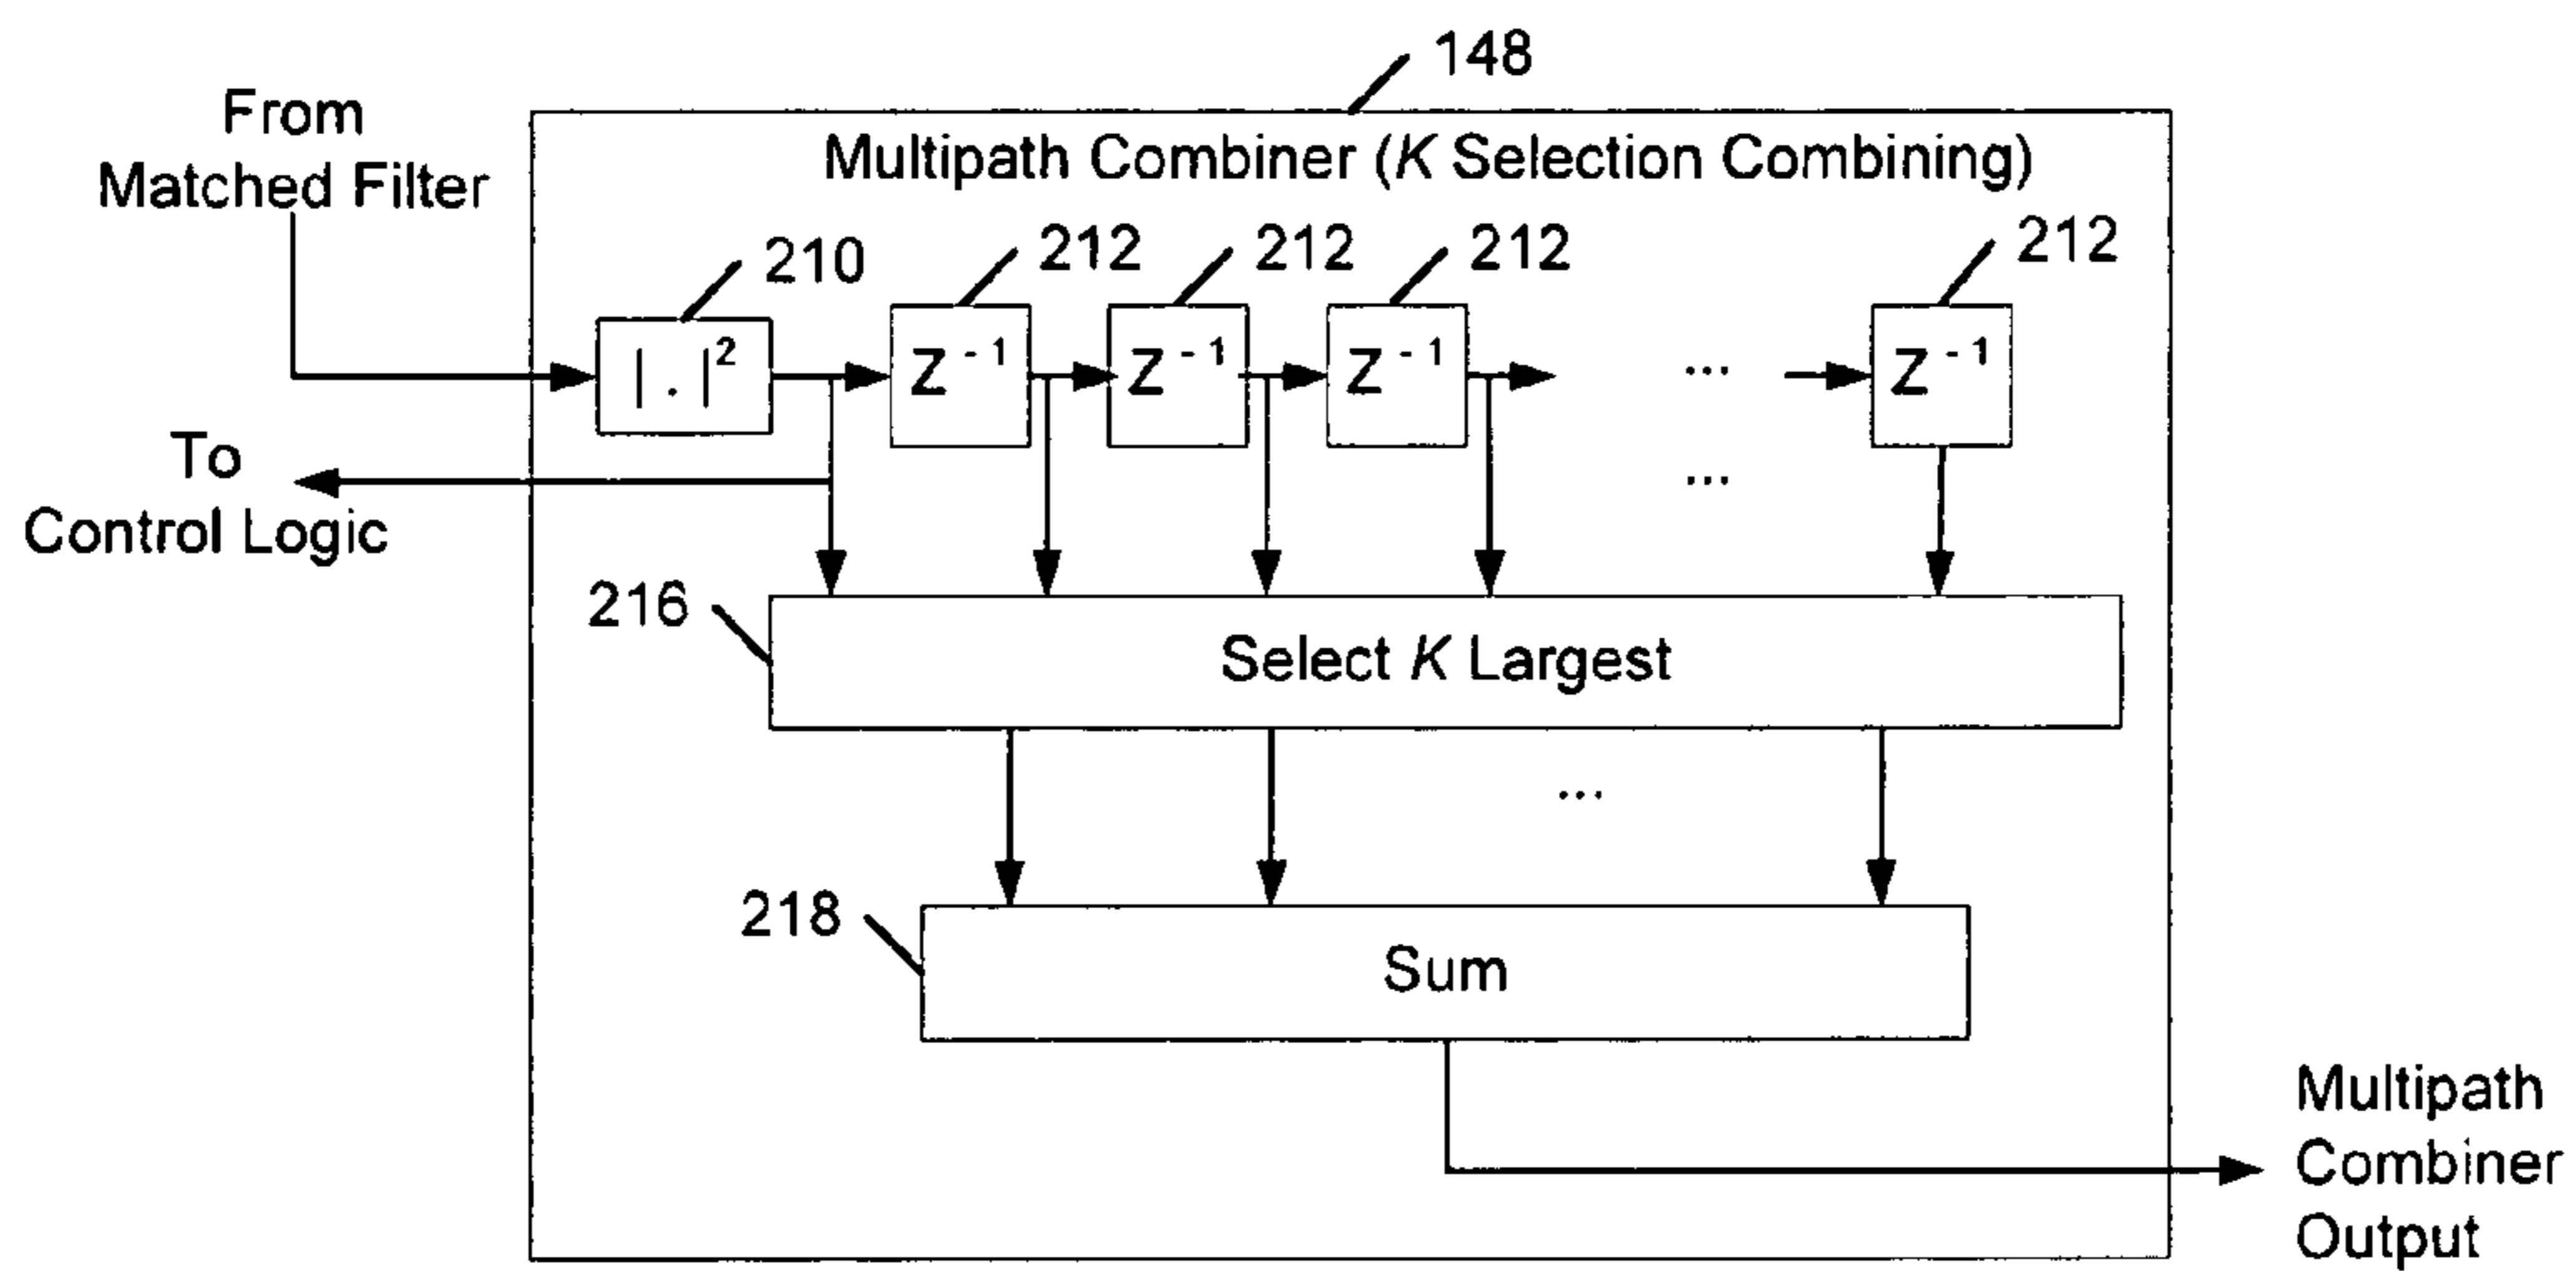 148
From
Matched Filter
Multipath Combiner (K Selection Combining)
210
212
212
212
212
| . |²
Z⁻¹
Z⁻¹
Z⁻¹
...
Z⁻¹
To
Control Logic
...
216
Select K Largest
...
218
Sum
Multipath
Combiner
Output